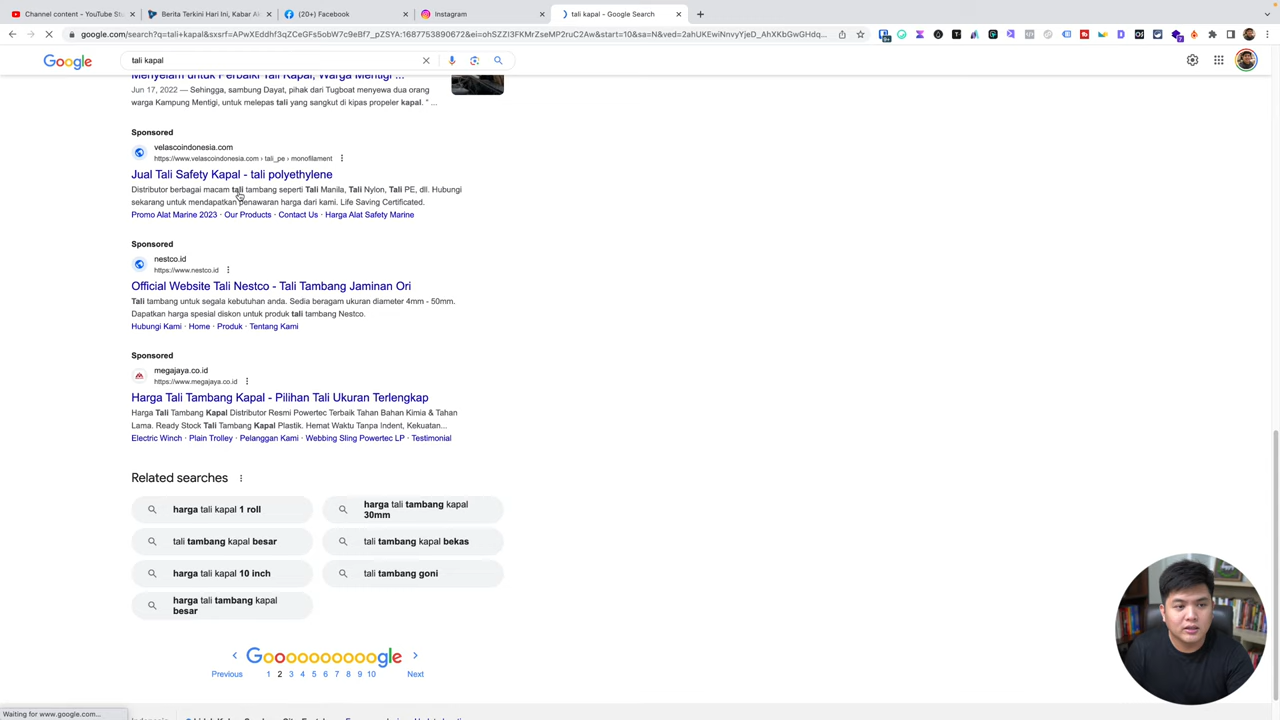 Channel content - YouTube St
Berita Terkini Hari Ini, Kabar Ak
(20+) Facebook
Instagram
tali kapal - Google Search
google.com/search?q=tali+kapal&sxsrf=APwXEddhf3qZCeGFs5obW7c9eBf7_pZSYA:1687753890672&ei=ohSZZI3FKMrZseMP2ruC2Aw&start=10&sa=N&ved=2ahUKEwiNnvyYjeD_AhXKbGwGHdq...
Google
tali kapal
Menyelam untuk Perbaiki Tali Kapal, Warga Mentigi ...
Jun 17, 2022 — Sehingga, sambung Dayat, pihak dari Tugboat menyewa dua orang
warga Kampung Mentigi, untuk melepas tali yang sangkut di kipas propeler kapal. " ...
Sponsored
velascoindonesia.com
https://www.velascoindonesia.com › tali_pe › monofilament
Jual Tali Safety Kapal - tali polyethylene
Distributor berbagai macam tali tambang seperti Tali Manila, Tali Nylon, Tali PE, dll. Hubungi
sekarang untuk mendapatkan penawaran harga dari kami. Life Saving Certificated.
Promo Alat Marine 2023 · Our Products · Contact Us · Harga Alat Safety Marine
Sponsored
nestco.id
https://www.nestco.id
Official Website Tali Nestco - Tali Tambang Jaminan Ori
Tali tambang untuk segala kebutuhan anda. Sedia beragam ukuran diameter 4mm - 50mm.
Dapatkan harga spesial diskon untuk produk tali tambang Nestco.
Hubungi Kami · Home · Produk · Tentang Kami
Sponsored
megajaya.co.id
https://www.megajaya.co.id
Harga Tali Tambang Kapal - Pilihan Tali Ukuran Terlengkap
Harga Tali Tambang Kapal Distributor Resmi Powertec Terbaik Tahan Bahan Kimia & Tahan
Lama. Ready Stock Tali Tambang Kapal Plastik. Hemat Waktu Tanpa Indent, Kekuatan...
Electric Winch · Plain Trolley · Pelanggan Kami · Webbing Sling Powertec LP · Testimonial
Related searches
harga tali kapal 1 roll
harga tali tambang kapal
30mm
tali tambang kapal besar
tali tambang kapal bekas
harga tali kapal 10 inch
tali tambang goni
harga tali tambang kapal
besar
Goooooooooogle
Previous 1 2 3 4 5 6 7 8 9 10 Next
Waiting for www.google.com...